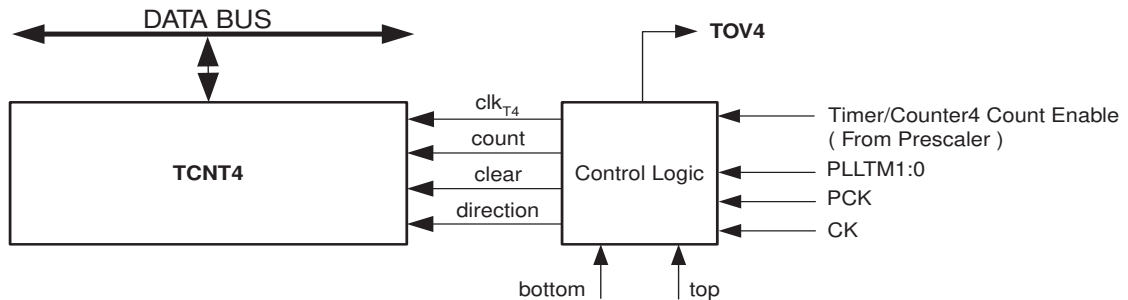 DATA BUS
TOV4
clkT4
count
clear
direction
TCNT4
Control Logic
Timer/Counter4 Count Enable
( From Prescaler )
PLLTM1:0
PCK
CK
bottom
top